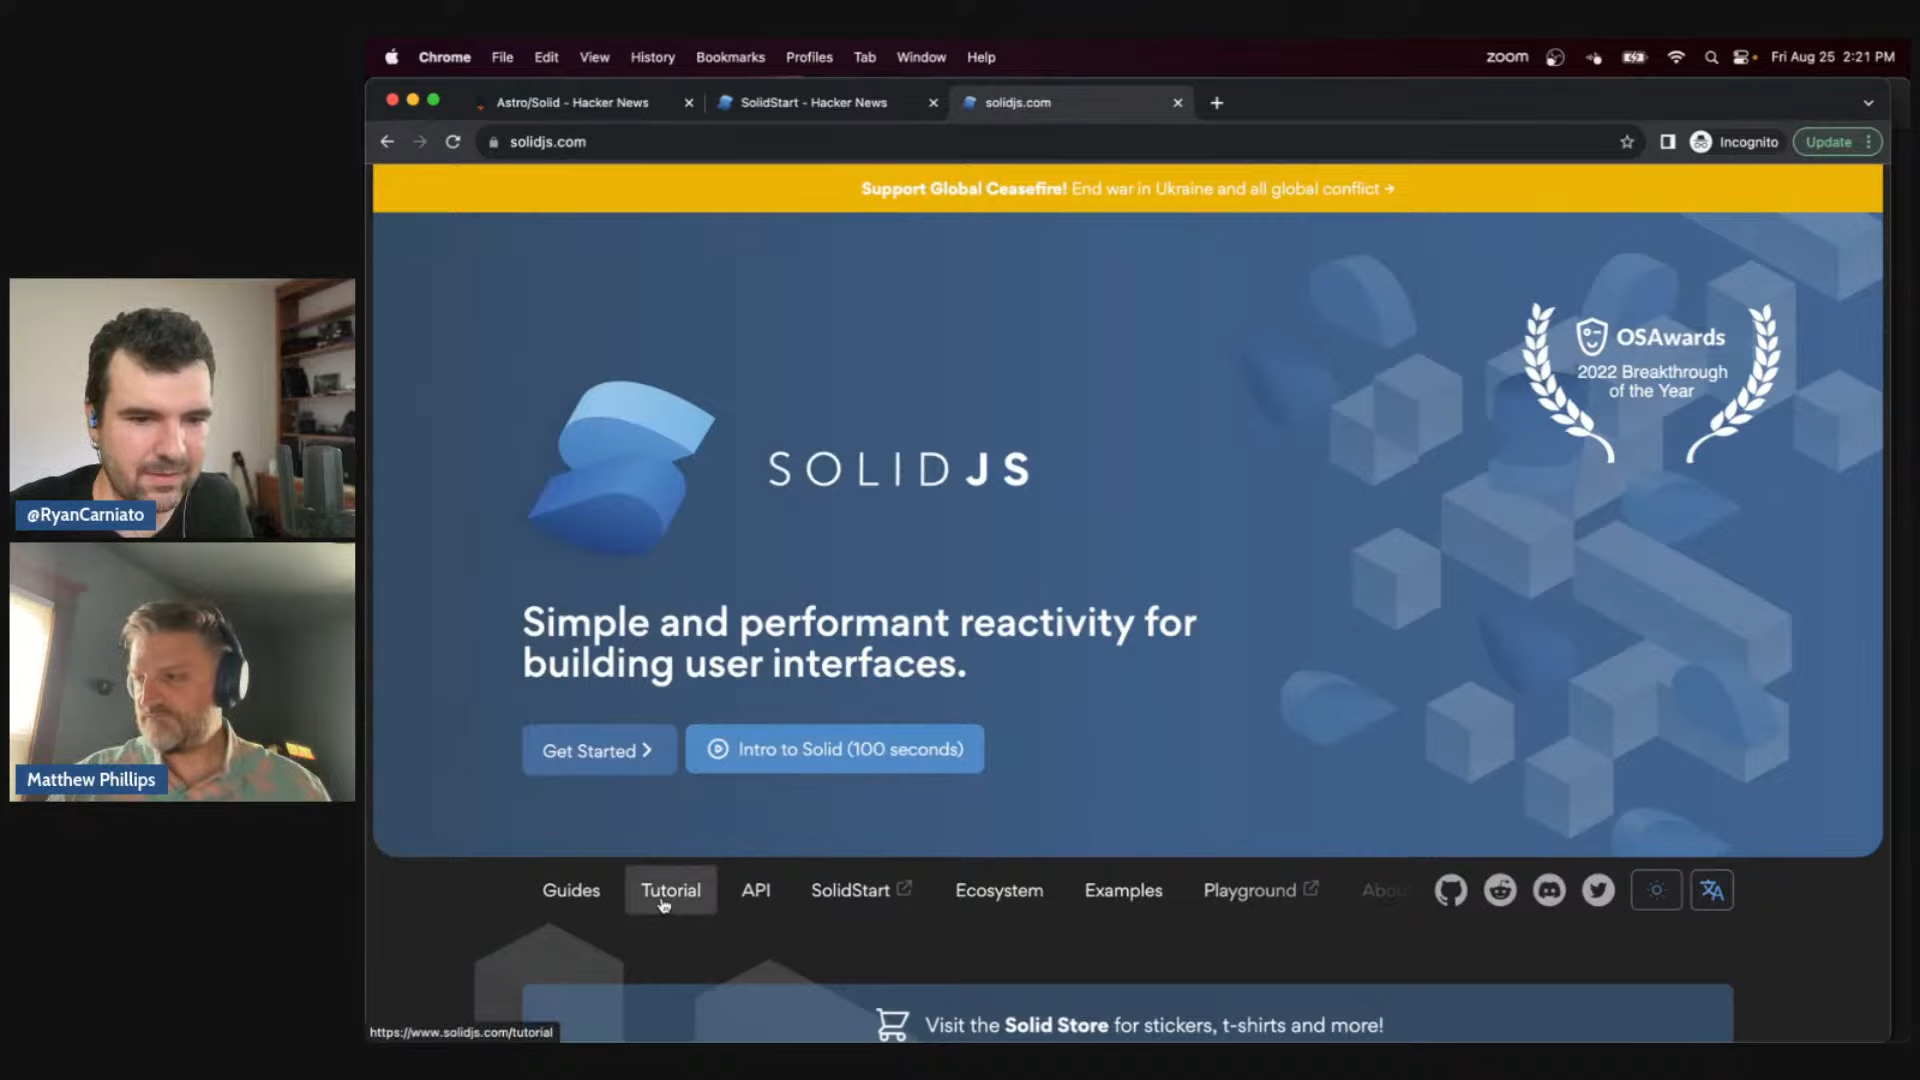 Chrome File Edit View History Bookmarks Profiles Tab Window Help
zoom Fri Aug 25 2:21 PM
Astro/Solid - Hacker News
SolidStart - Hacker News
solidjs.com
solidjs.com
Incognito
Update
Support Global Ceasefire! End war in Ukraine and all global conflict →
OSAwards
2022 Breakthrough
of the Year
SOLIDJS
Simple and performant reactivity for
building user interfaces.
Get Started
Intro to Solid (100 seconds)
@RyanCarniato
Matthew Phillips
Guides Tutorial API SolidStart Ecosystem Examples Playground
Visit the Solid Store for stickers, t-shirts and more!
https://www.solidjs.com/tutorial